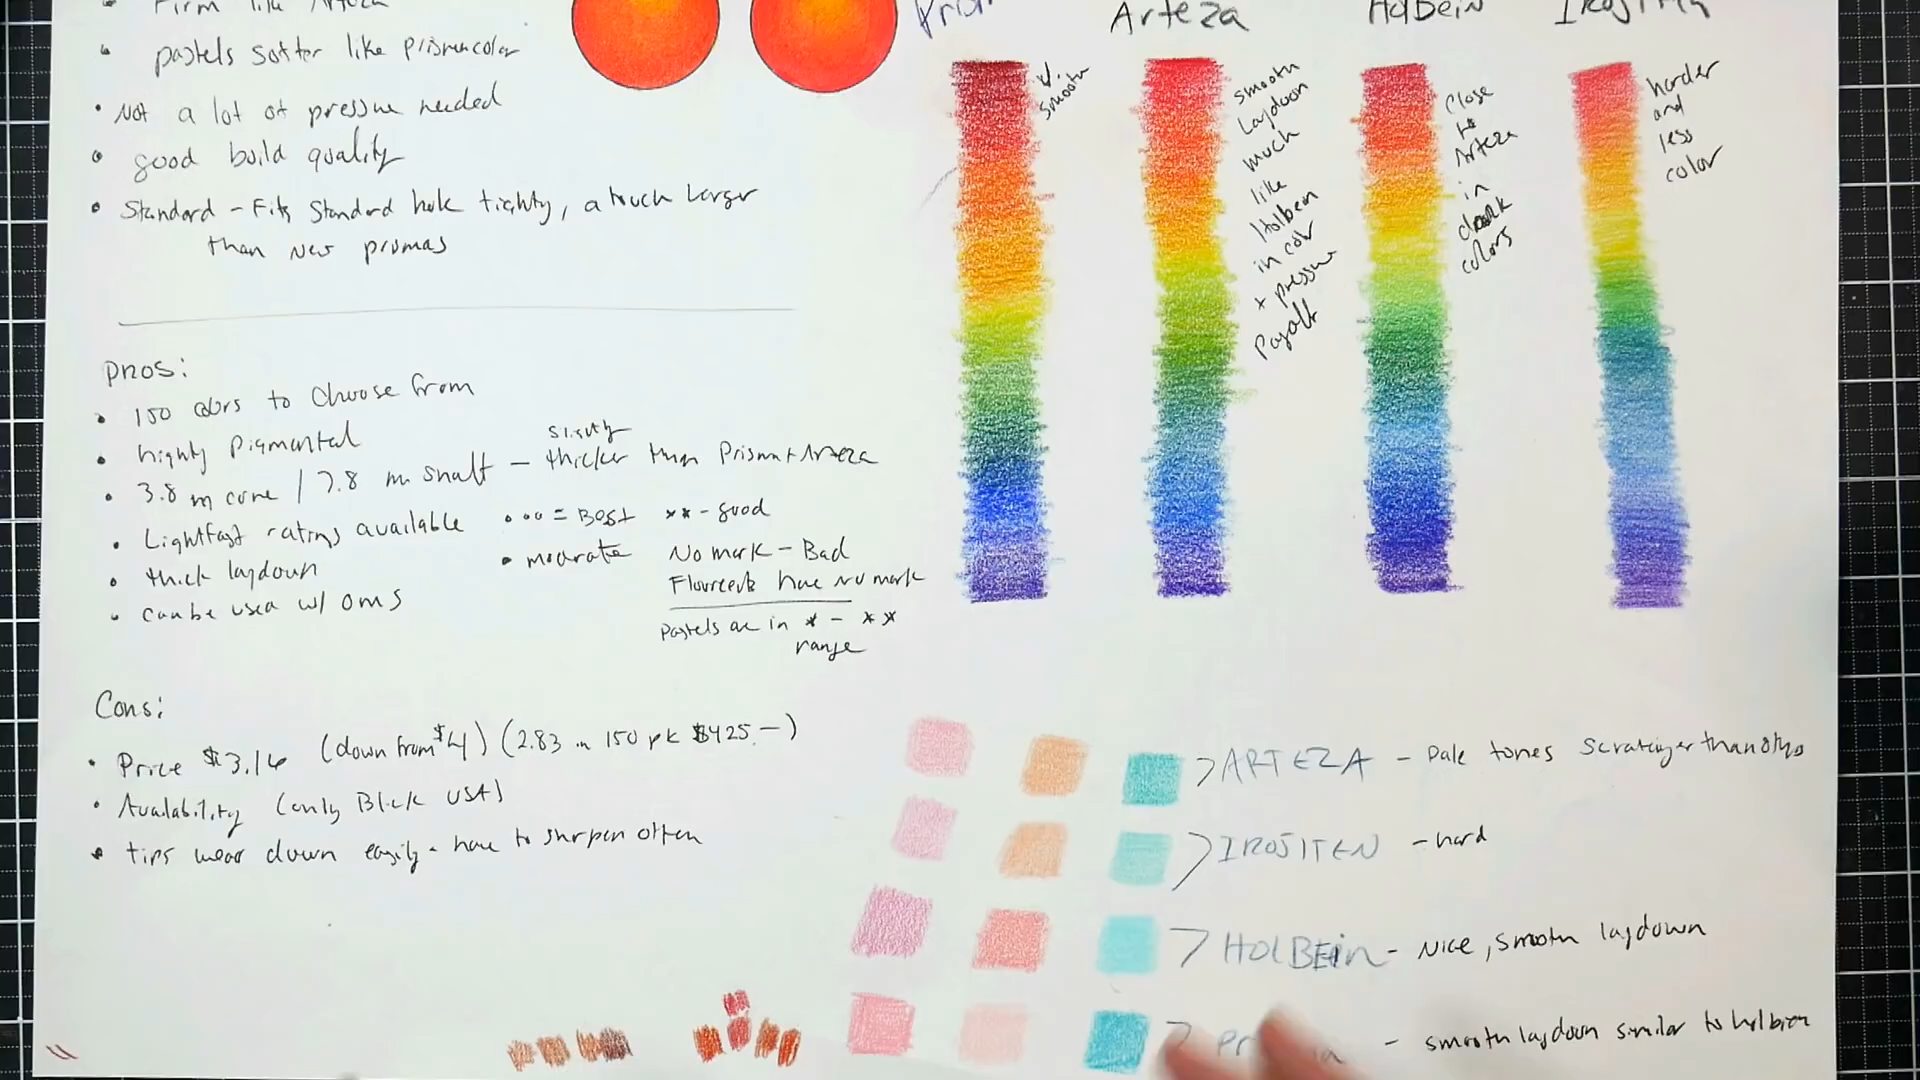 Firm like Arteza
pastels softer like prismacolor
Not a lot of pressure needed
good build quality
Standard - Fits Standard hole tightly, a touch larger
than new prismas
Pros:
150 colors to choose from
highly pigmented
slightly
3.8 m core / 7.8 m shaft - thicker than Prisma + Arteza
Lightfast ratings available
*** = Best ** - good
* moderate No mark - Bad
have no mark
thick laydown
can be used w/ OMS
Pastels are in * - **
range
Cons:
Price $3.16 (down from $4) (2.83 in 150 pk $425.-)
Availability (only Blick USA)
tips wear down easily - have to sharpen often
Arteza
Holbein
smooth
smooth
laydown
much
like
Holbein
in color
+ pressure
Payoff
Close
to
Arteza
in
dark
colors
harder
and
less
color
ARTEZA - Pale tones scratchier than others
IROJITEN - hard
HOLBEin - Nice, smooth laydown
- smooth laydown similar to holbein